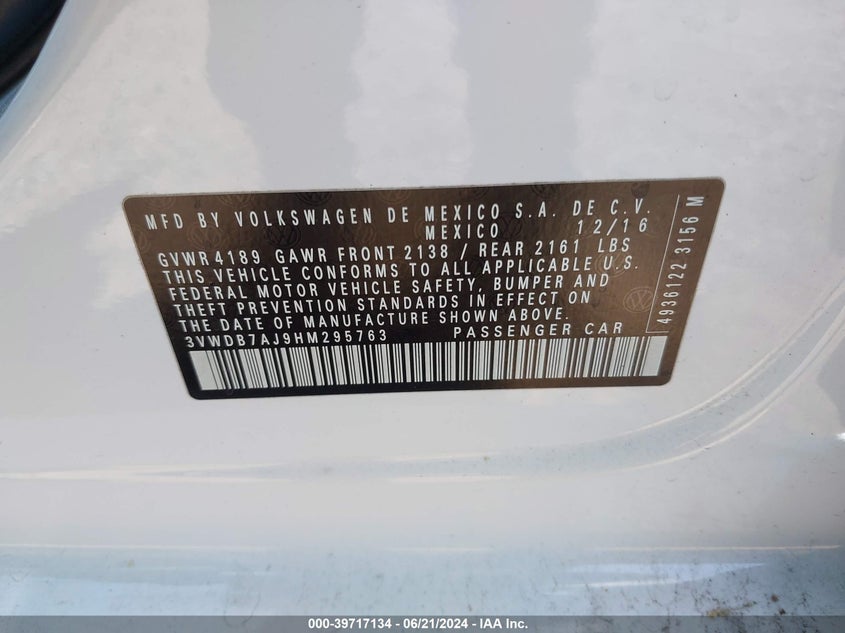 MFD BY VOLKSWAGEN DE MEXICO S.A. DE C.V.
MEXICO 12/16
GVWR 4189 GAWR FRONT 2138 / REAR 2161 LBS
THIS VEHICLE CONFORMS TO ALL APPLICABLE U.S.
FEDERAL MOTOR VEHICLE SAFETY, BUMPER AND
THEFT PREVENTION STANDARDS IN EFFECT ON
THE DATE OF MANUFACTURE SHOWN ABOVE.
3VWDB7AJ9HM295763 PASSENGER CAR
4936122 3156 M
000-39717134 - 06/21/2024 - IAA Inc.